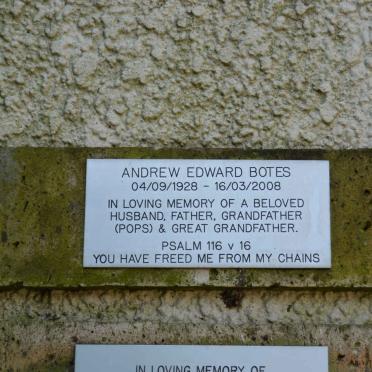 ANDREW EDWARD BOTES
04/09/1928 - 16/03/2008
IN LOVING MEMORY OF A BELOVED
HUSBAND, FATHER, GRANDFATHER
(POPS) & GREAT GRANDFATHER.
PSALM 116 v 16
YOU HAVE FREED ME FROM MY CHAINS
IN LOVING MEMORY OF